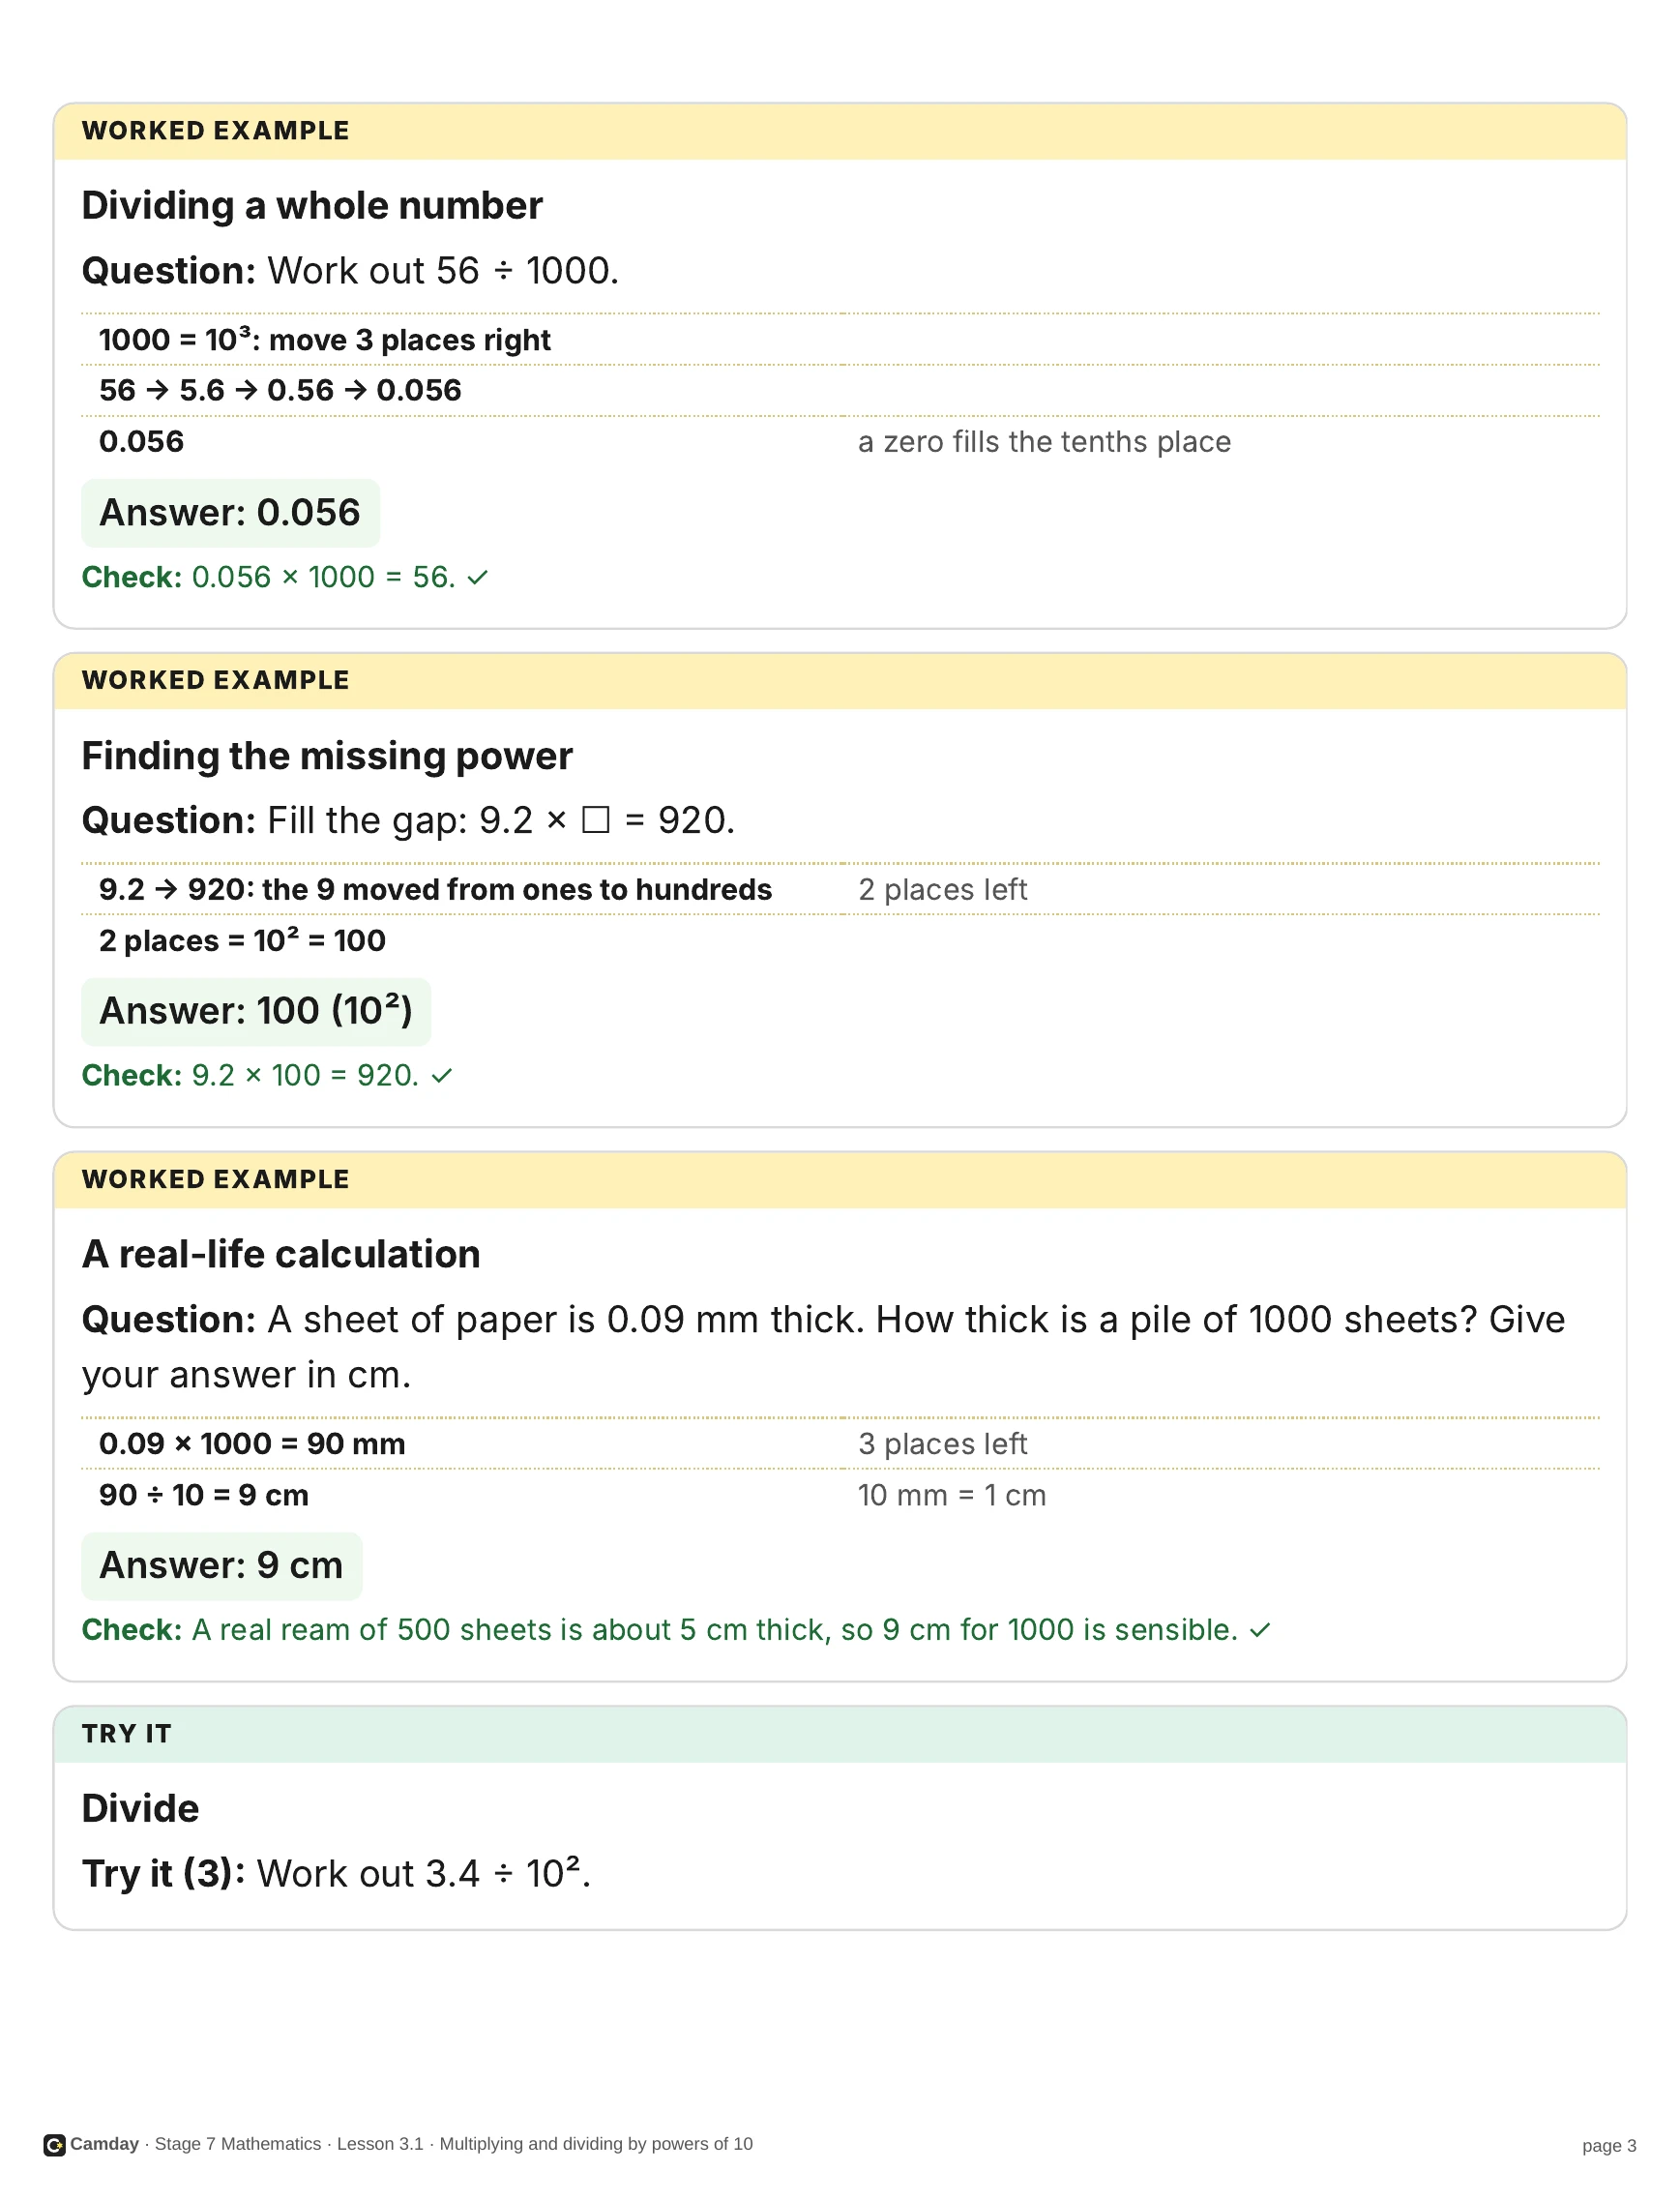 WORKED EXAMPLE
Dividing a whole number
Question: Work out 56 ÷ 1000.
1000 = 10³: move 3 places right
56 → 5.6 → 0.56 → 0.056
0.056 a zero fills the tenths place
Answer: 0.056
Check: 0.056 × 1000 = 56. ✓
WORKED EXAMPLE
Finding the missing power
Question: Fill the gap: 9.2 × □ = 920.
9.2 → 920: the 9 moved from ones to hundreds 2 places left
2 places = 10² = 100
Answer: 100 (10²)
Check: 9.2 × 100 = 920. ✓
WORKED EXAMPLE
A real-life calculation
Question: A sheet of paper is 0.09 mm thick. How thick is a pile of 1000 sheets? Give
your answer in cm.
0.09 × 1000 = 90 mm 3 places left
90 ÷ 10 = 9 cm 10 mm = 1 cm
Answer: 9 cm
Check: A real ream of 500 sheets is about 5 cm thick, so 9 cm for 1000 is sensible. ✓
TRY IT
Divide
Try it (3): Work out 3.4 ÷ 10².
Camday · Stage 7 Mathematics · Lesson 3.1 · Multiplying and dividing by powers of 10 page 3